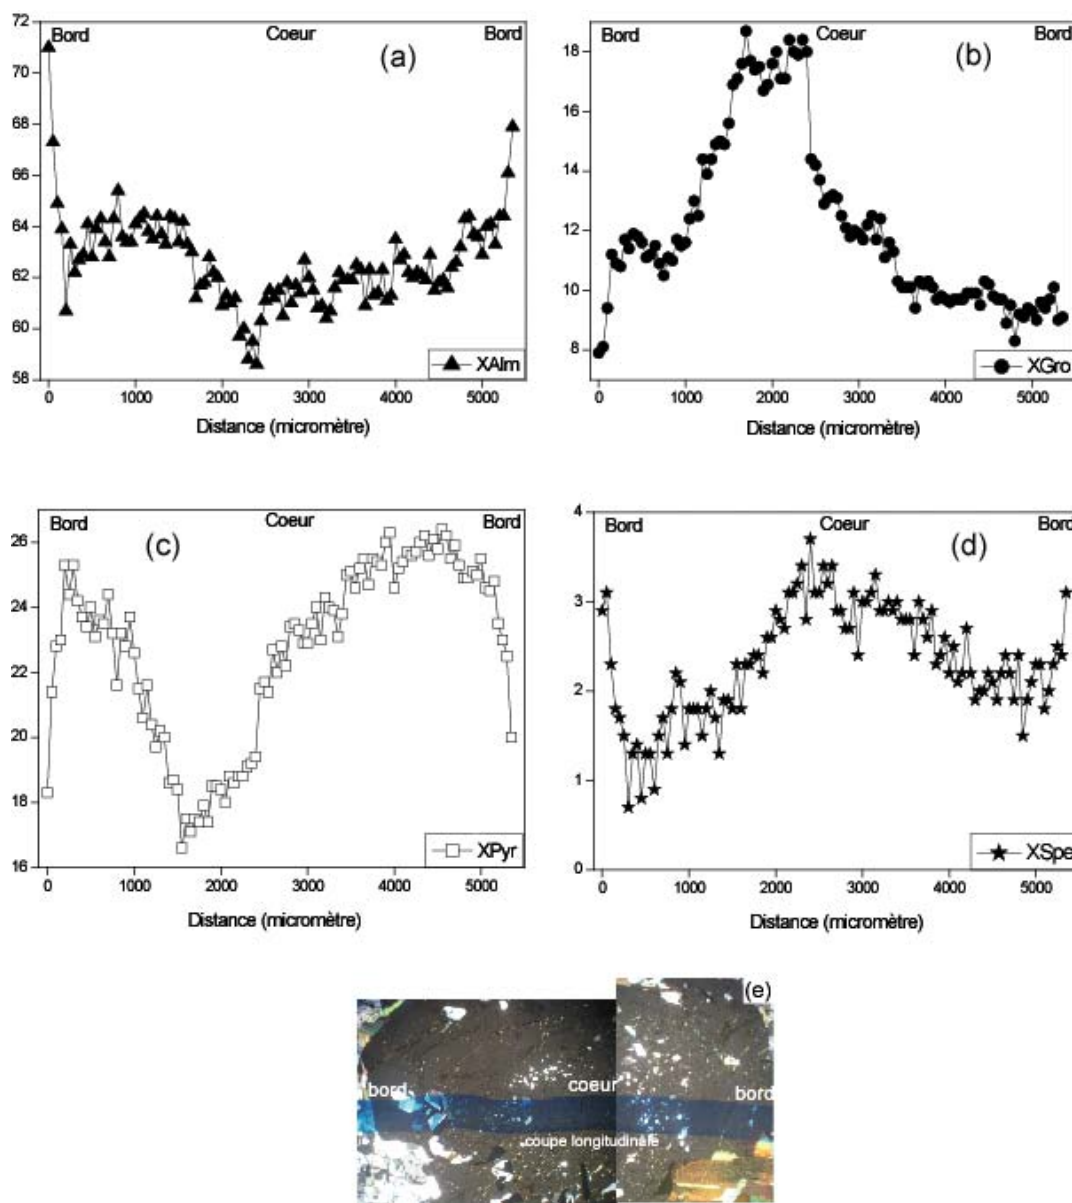 72
70
68
66
64
62
60
58
Bord
Coeur
Bord
(a)
XAlm
0
1000
2000
3000
4000
5000
Distance (micromètre)
18
16
14
12
10
8
Bord
Coeur
Bord
(b)
XGro
0
1000
2000
3000
4000
5000
Distance (micromètre)
26
24
22
20
18
16
Bord
Coeur
Bord
(c)
XPyr
0
1000
2000
3000
4000
5000
Distance (micromètre)
4
3
2
1
0
Bord
Coeur
Bord
(d)
XSpe
0
1000
2000
3000
4000
5000
Distance (micromètre)
(e)
bord
coeur
bord
coupe longitudinale